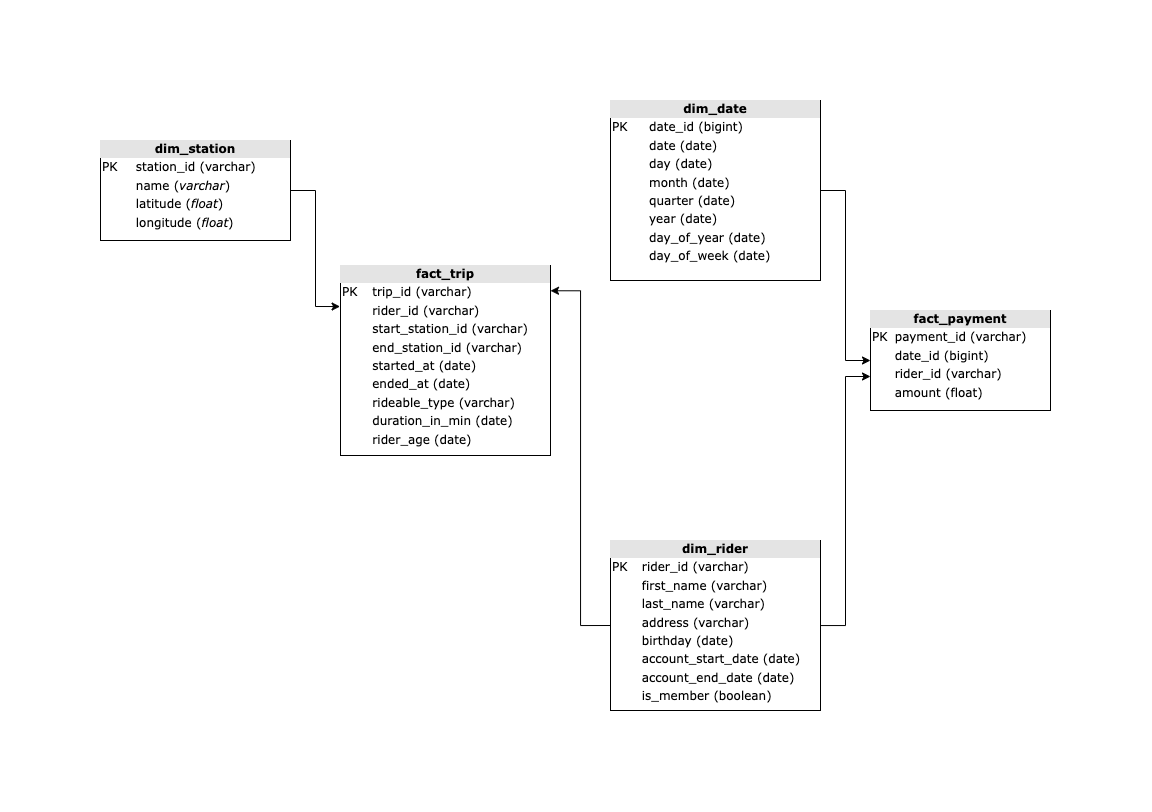 dim_station
PK station_id (varchar)
name (varchar)
latitude (float)
longitude (float)
fact_trip
PK trip_id (varchar)
rider_id (varchar)
start_station_id (varchar)
end_station_id (varchar)
started_at (date)
ended_at (date)
rideable_type (varchar)
duration_in_min (date)
rider_age (date)
dim_date
PK date_id (bigint)
date (date)
day (date)
month (date)
quarter (date)
year (date)
day_of_year (date)
day_of_week (date)
fact_payment
PK payment_id (varchar)
date_id (bigint)
rider_id (varchar)
amount (float)
dim_rider
PK rider_id (varchar)
first_name (varchar)
last_name (varchar)
address (varchar)
birthday (date)
account_start_date (date)
account_end_date (date)
is_member (boolean)